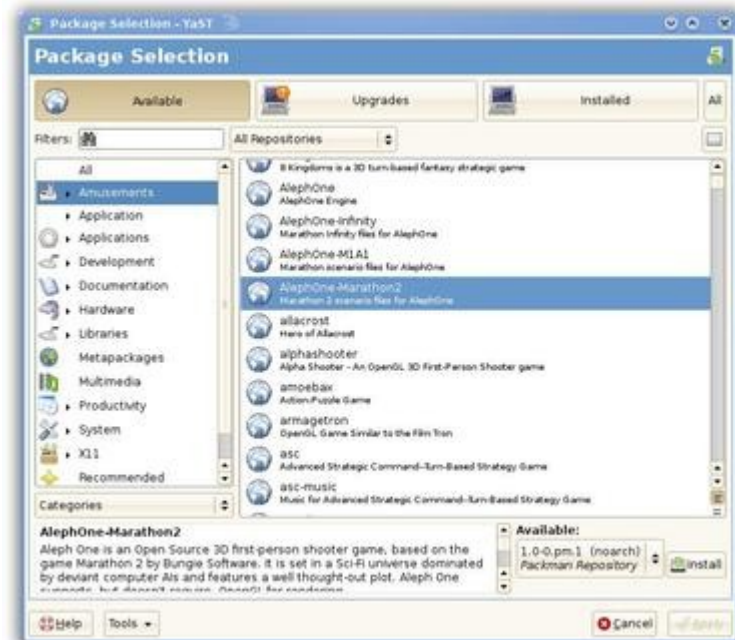 Package Selection - YaST
Package Selection
Available
Upgrades
Installed
All
Filters:
All Repositories
All
Amusements
Application
Applications
Development
Documentation
Hardware
Libraries
Metapackages
Multimedia
Productivity
System
X11
Recommended
Categories
8 Kingdoms is a 3D turn-based fantasy strategic game
AlephOne
AlephOne Engine
AlephOne-Infinity
Marathon Infinity files for AlephOne
AlephOne-M1A1
Marathon scenario files for AlephOne
AlephOne-Marathon2
Marathon 2 scenario files for AlephOne
allacrost
Hero of Allacrost
alphashooter
Alpha Shooter - An OpenGL 3D First-Person Shooter game
amoebax
Action-Puzzle Game
armagetron
OpenGL Game Similar to the Film Tron
asc
Advanced Strategic Command--Turn-Based Strategy Game
asc-music
Music for Advanced Strategic Command--Turn-Based Strategy Game
AlephOne-Marathon2
Aleph One is an Open Source 3D first-person shooter game, based on the
game Marathon 2 by Bungie Software. It is set in a Sci-Fi universe dominated
by deviant computer AIs and features a well thought-out plot. Aleph One
supports, but doesn't require, OpenGL for rendering.
Available:
1.0-0.pm.1 (noarch)
Packman Repository
Install
Help
Tools
Cancel
Apply